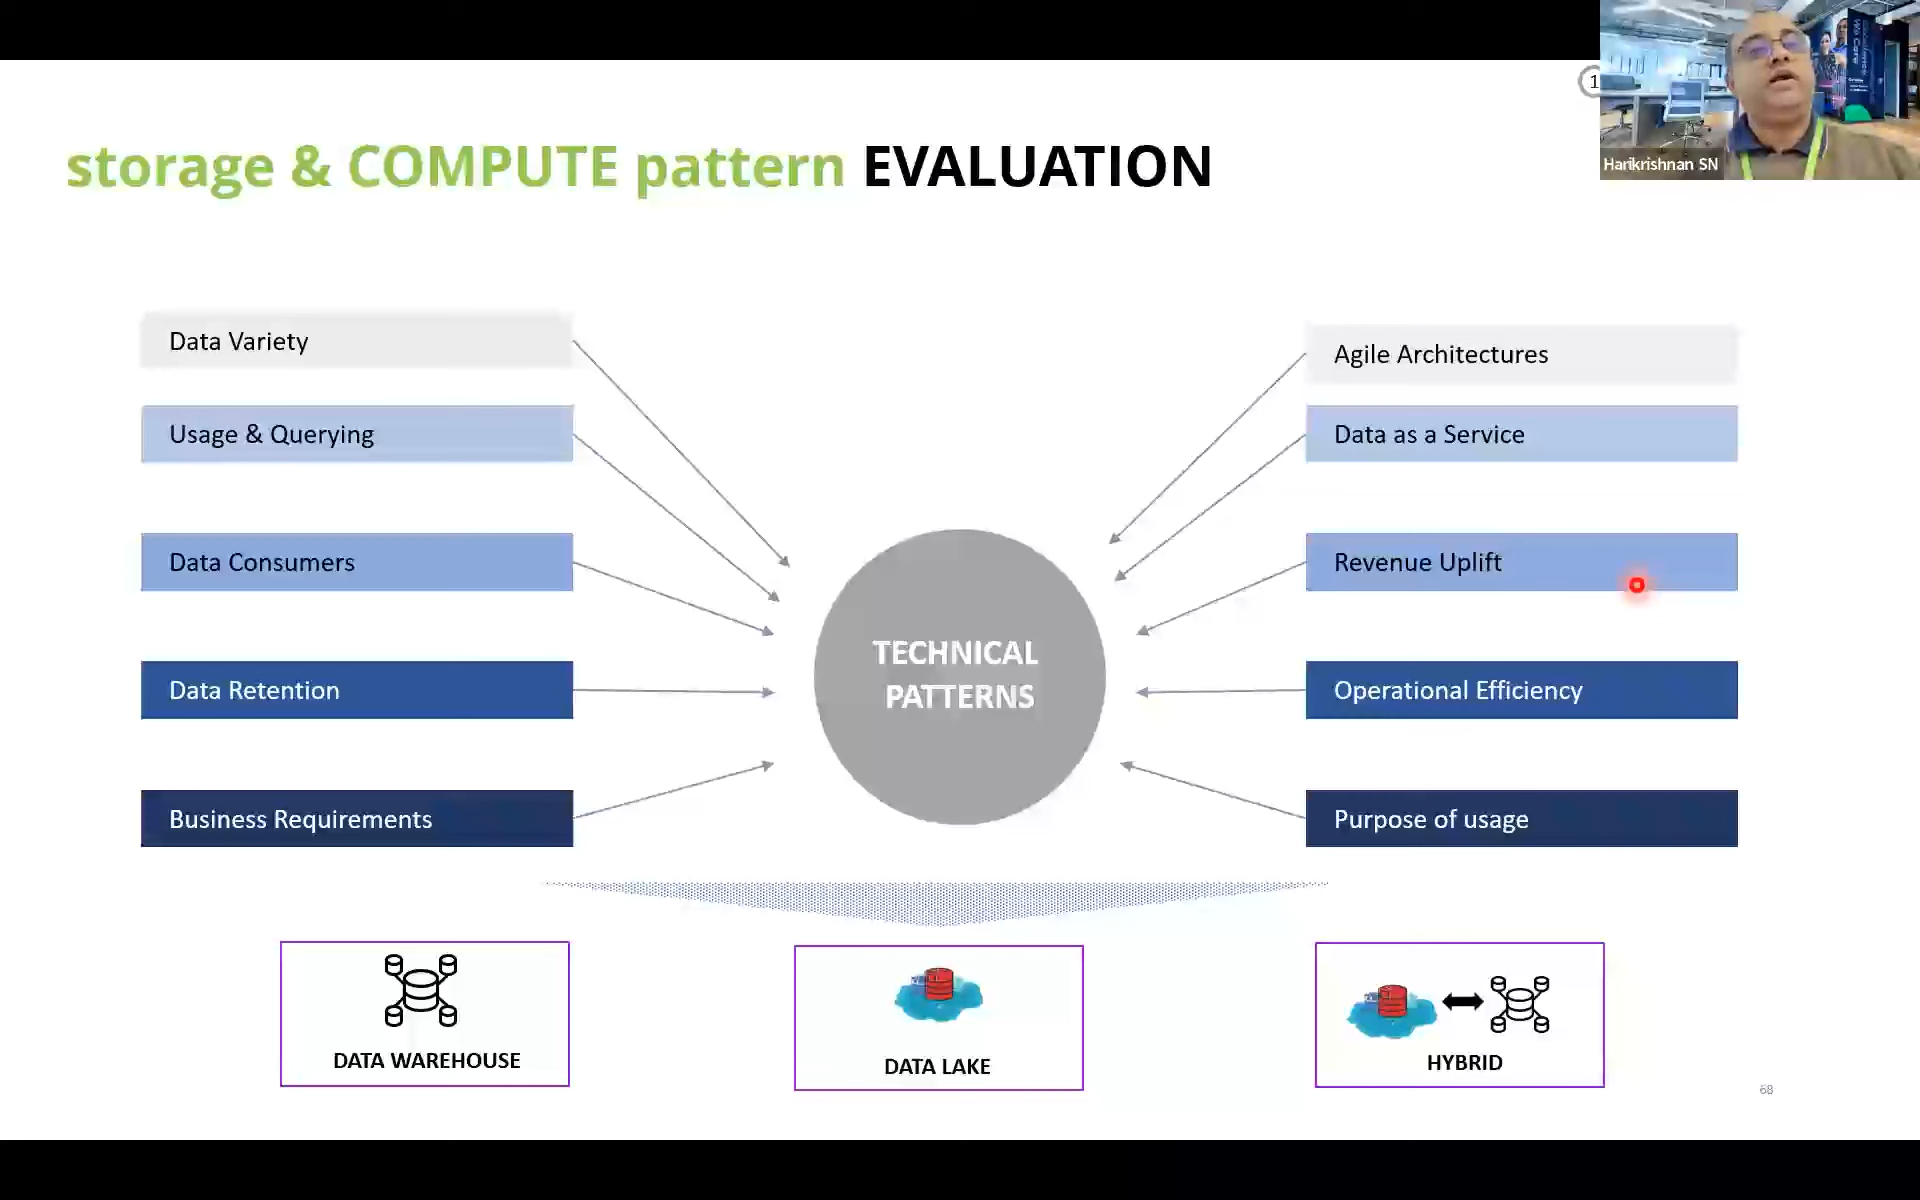 storage & COMPUTE pattern EVALUATION
1
Harikrishnan SN
Data Variety
Usage & Querying
Data Consumers
Data Retention
Business Requirements
TECHNICAL
PATTERNS
Agile Architectures
Data as a Service
Revenue Uplift
Operational Efficiency
Purpose of usage
DATA WAREHOUSE
DATA LAKE
HYBRID
68